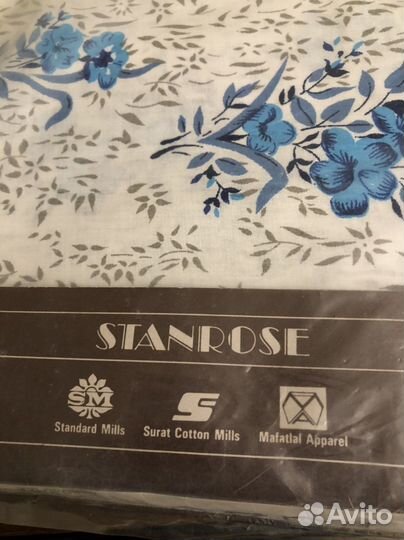 STANROSE
SM
S
Standard Mills
Surat Cotton Mills
Mafatlal Apparel
Avito